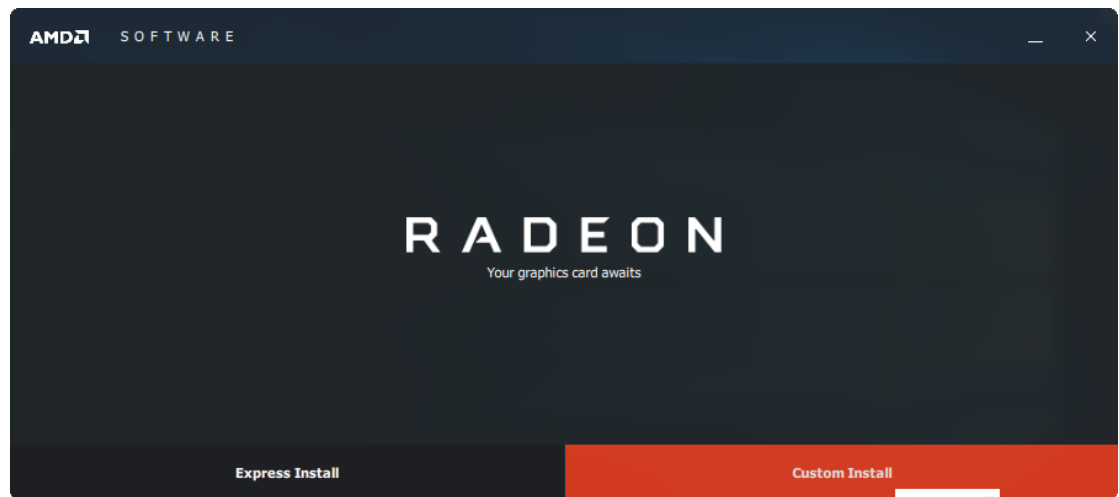 AMD SOFTWARE
RADEON
Your graphics card awaits
Express Install
Custom Install